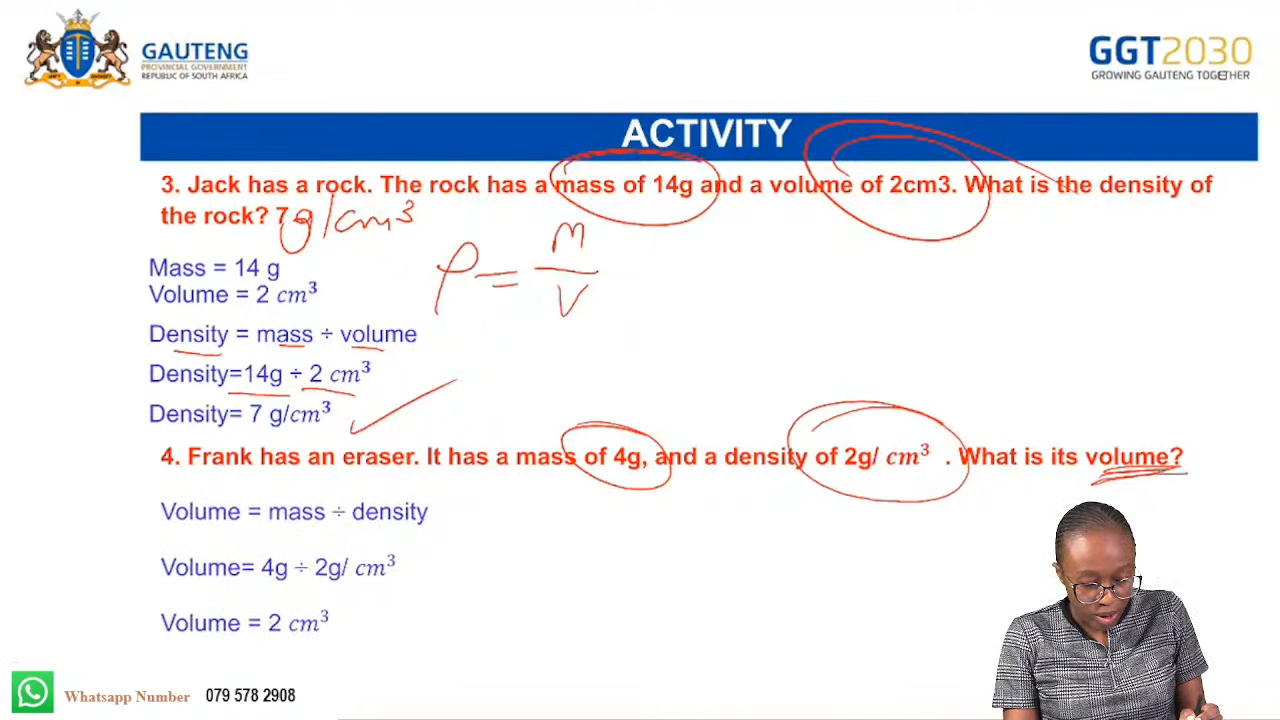 GAUTENG
PROVINCIAL GOVERNMENT
REPUBLIC OF SOUTH AFRICA
GGT2030
GROWING GAUTENG TOGETHER
ACTIVITY
3. Jack has a rock. The rock has a mass of 14g and a volume of 2cm3. What is the density of
the rock? 7 g/cm³
Mass = 14 g
Volume = 2 cm³
ρ = m/v
Density = mass ÷ volume
Density=14g ÷ 2 cm³
Density= 7 g/cm³
4. Frank has an eraser. It has a mass of 4g, and a density of 2g/ cm³ . What is its volume?
Volume = mass ÷ density
Volume= 4g ÷ 2g/ cm³
Volume = 2 cm³
Whatsapp Number 079 578 2908